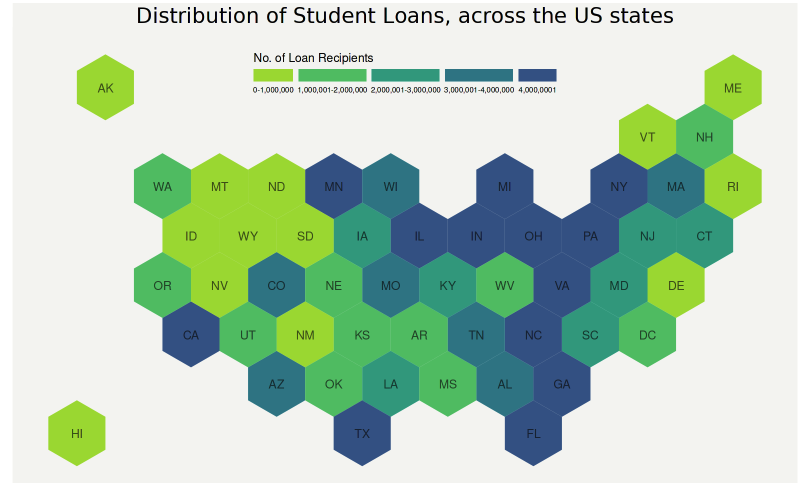 Distribution of Student Loans, across the US states
No. of Loan Recipients
0-1,000,000 1,000,001-2,000,000 2,000,001-3,000,000 3,000,001-4,000,000 4,000,0001
AK ME
VT NH
WA MT ND MN WI MI NY MA RI
ID WY SD IA IL IN OH PA NJ CT
OR NV CO NE MO KY WV VA MD DE
CA UT NM KS AR TN NC SC DC
AZ OK LA MS AL GA
HI TX FL